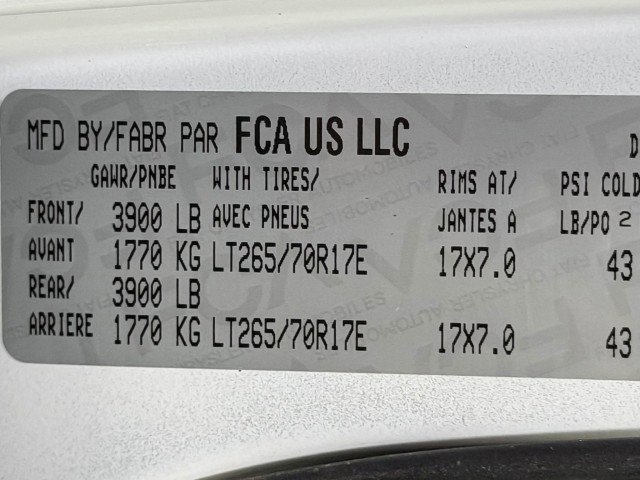 MFD BY/FABR PAR FCA US LLC D
GAWR/PNBE WITH TIRES/ RIMS AT/ PSI COLD
FRONT/ 3900 LB AVEC PNEUS JANTES A LB/PO 2
AVANT 1770 KG LT265/70R17E 17X7.0 43
REAR/ 3900 LB
ARRIERE 1770 KG LT265/70R17E 17X7.0 43